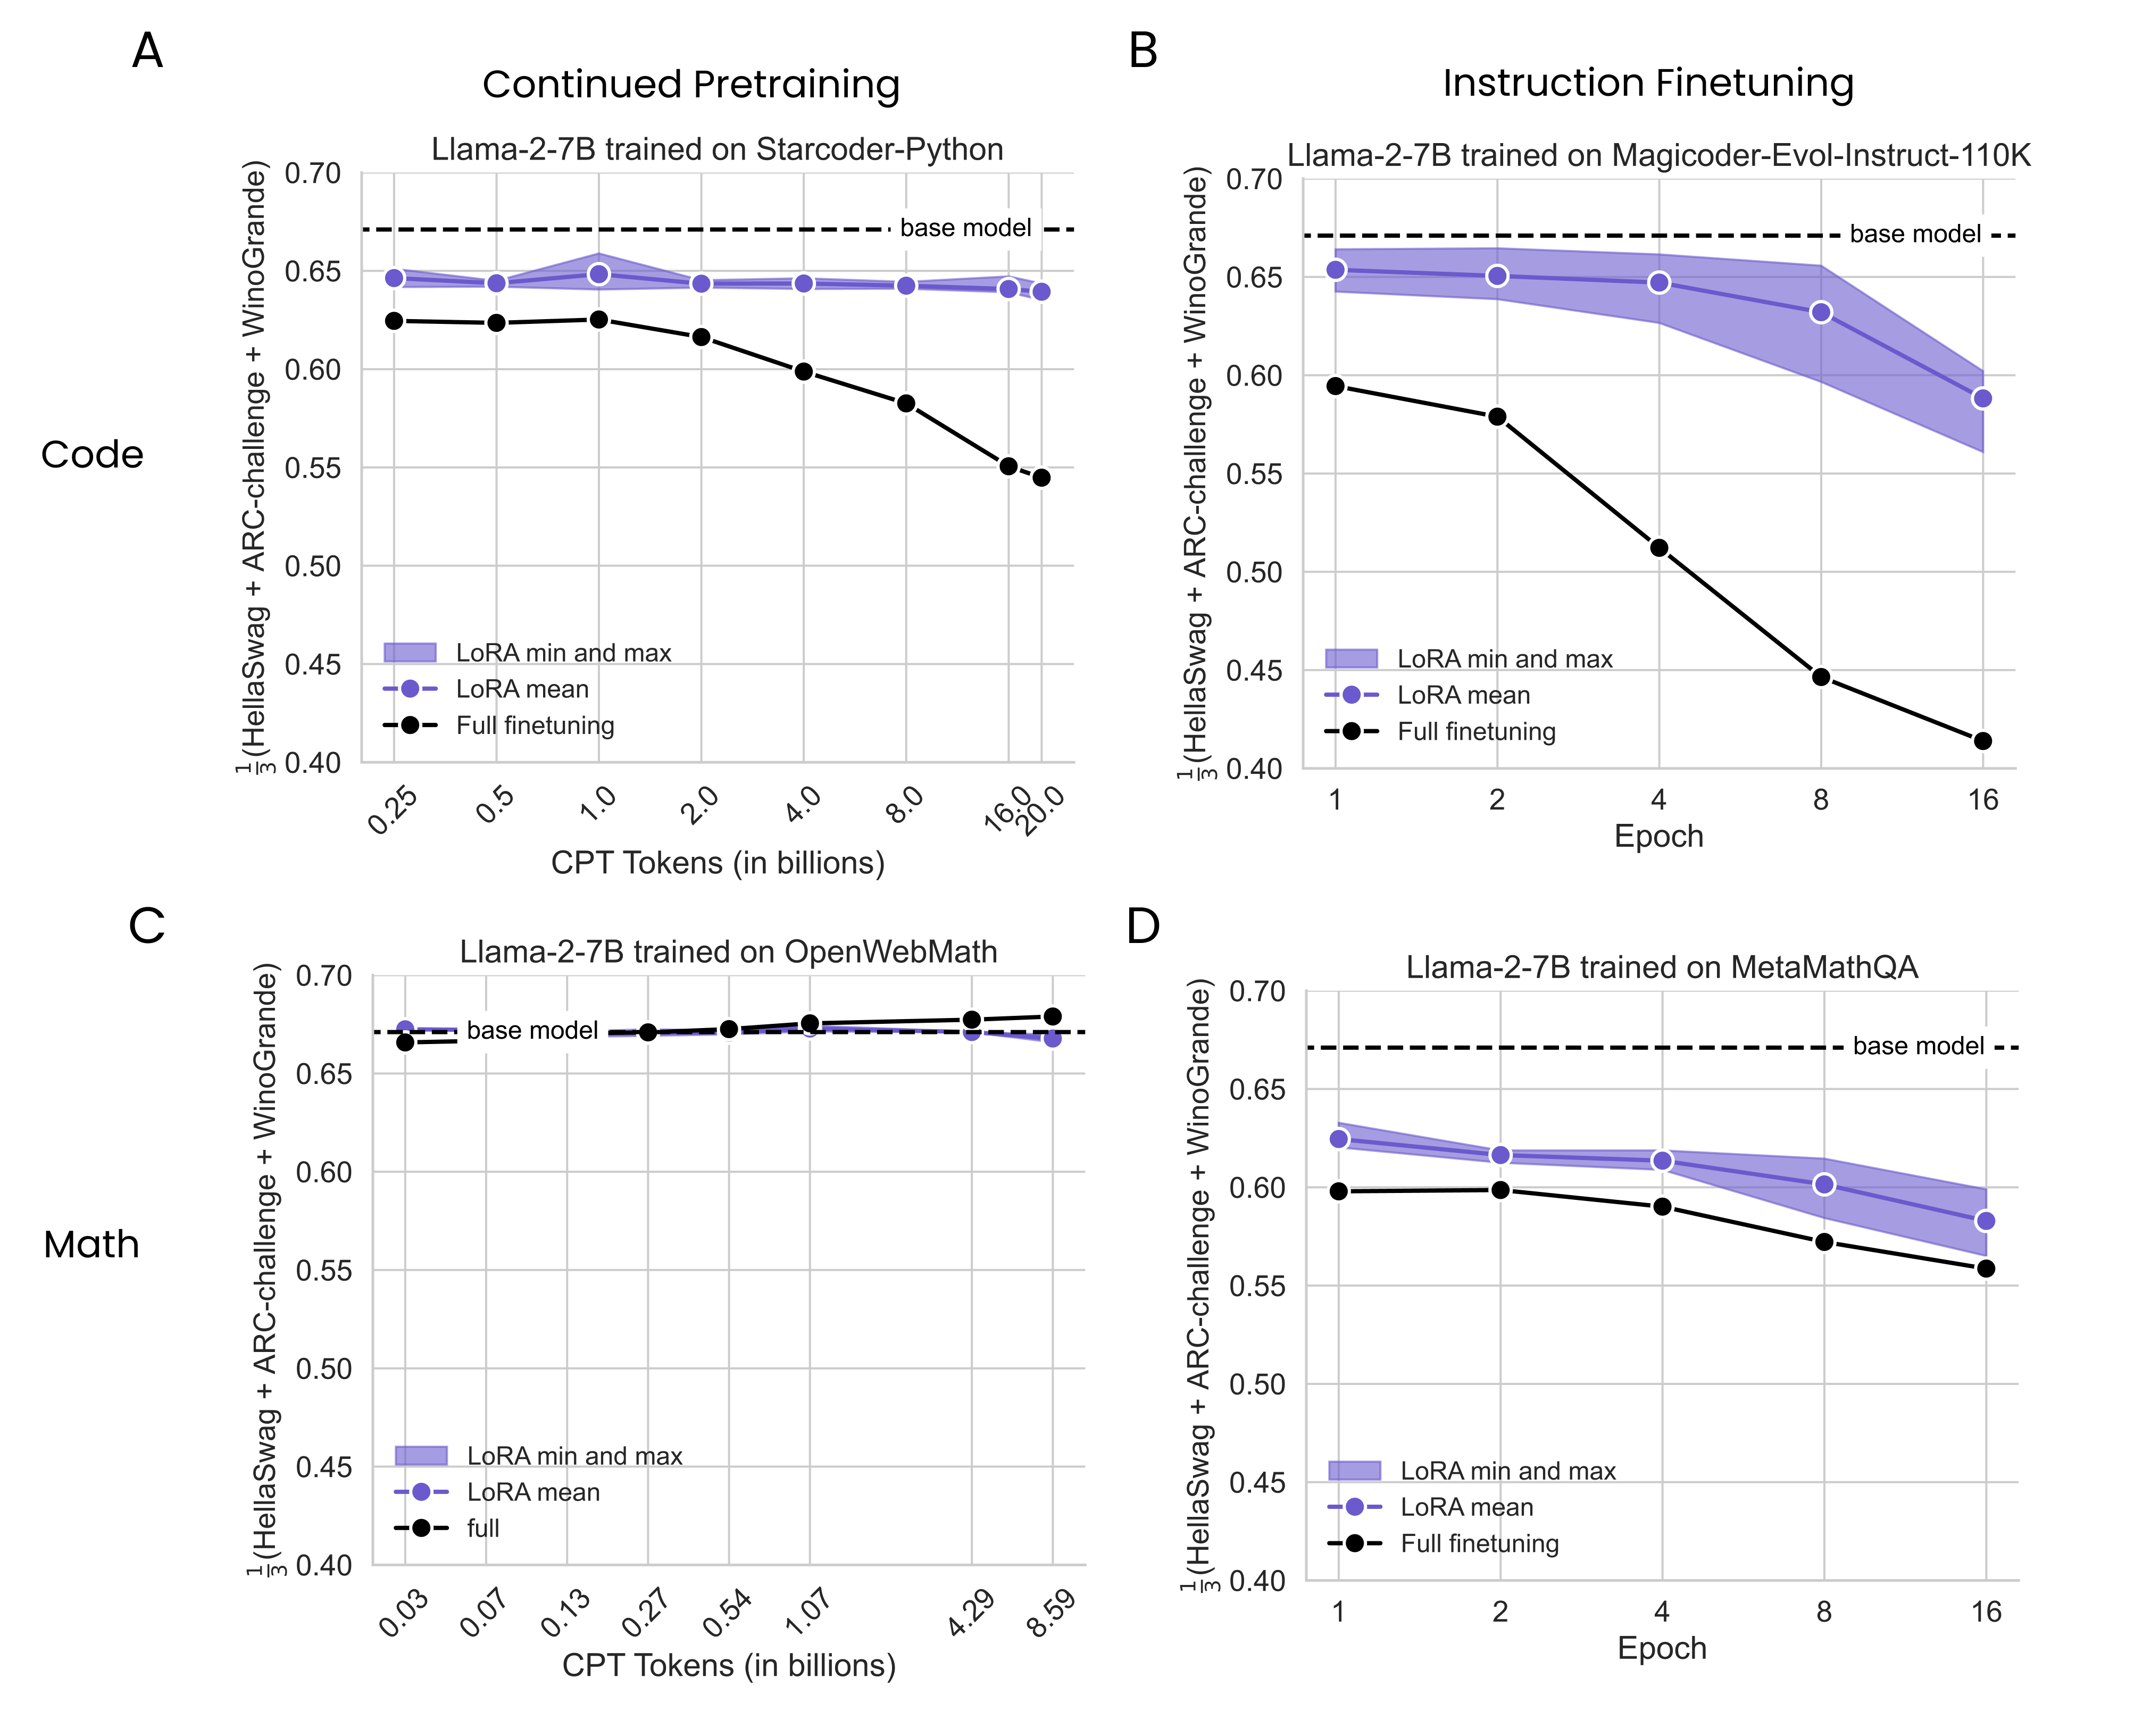 A
Continued Pretraining
Llama-2-7B trained on Starcoder-Python
1/3(HellaSwag + ARC-challenge + WinoGrande)
0.70
0.65
0.60
0.55
0.50
0.45
0.40
base model
LoRA min and max
LoRA mean
Full finetuning
0.25
0.5
1.0
2.0
4.0
8.0
16.0
20.0
CPT Tokens (in billions)
B
Instruction Finetuning
Llama-2-7B trained on Magicoder-Evol-Instruct-110K
1/3(HellaSwag + ARC-challenge + WinoGrande)
0.70
0.65
0.60
0.55
0.50
0.45
0.40
base model
LoRA min and max
LoRA mean
Full finetuning
1
2
4
8
16
Epoch
Code
C
Llama-2-7B trained on OpenWebMath
1/3(HellaSwag + ARC-challenge + WinoGrande)
0.70
0.65
0.60
0.55
0.50
0.45
0.40
base model
LoRA min and max
LoRA mean
full
0.03
0.07
0.13
0.27
0.54
1.07
4.29
8.59
CPT Tokens (in billions)
D
Llama-2-7B trained on MetaMathQA
1/3(HellaSwag + ARC-challenge + WinoGrande)
0.70
0.65
0.60
0.55
0.50
0.45
0.40
base model
LoRA min and max
LoRA mean
Full finetuning
1
2
4
8
16
Epoch
Math